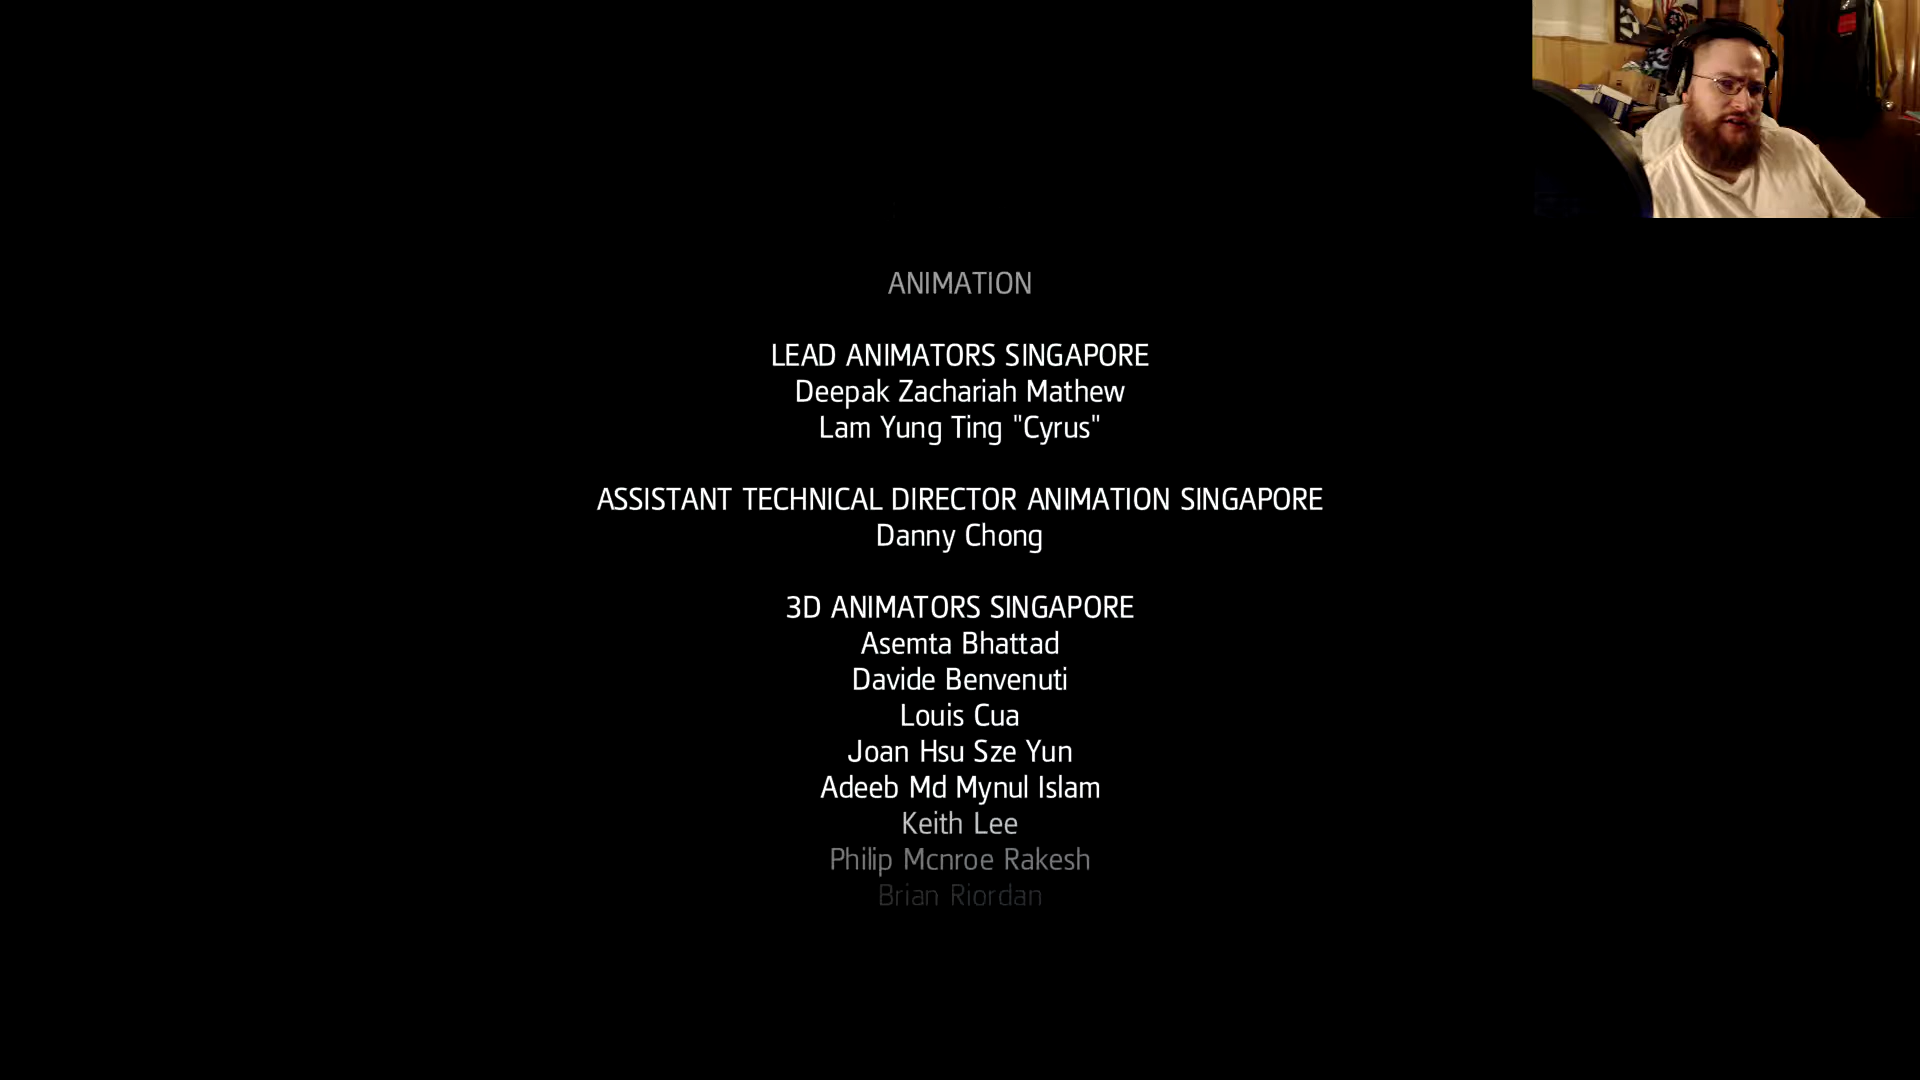 ANIMATION
LEAD ANIMATORS SINGAPORE
Deepak Zachariah Mathew
Lam Yung Ting "Cyrus"
ASSISTANT TECHNICAL DIRECTOR ANIMATION SINGAPORE
Danny Chong
3D ANIMATORS SINGAPORE
Asemta Bhattad
Davide Benvenuti
Louis Cua
Joan Hsu Sze Yun
Adeeb Md Mynul Islam
Keith Lee
Philip Mcnroe Rakesh
Brian Riordan